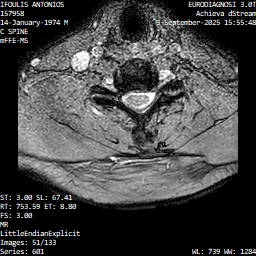 IFOULIS ANTONIOS
EURODIAGNOSI 3.0T
157958
Achieva dStream
14-January-1974 M
3-September-2025 15:55:48
C SPINE
mFFE-MS
ST: 3.00 SL: 67.41
RT: 753.59 ET: 8.80
FS: 3.00
MR
LittleEndianExplicit
Images: 51/133
Series: 601
WL: 739 WW: 1284